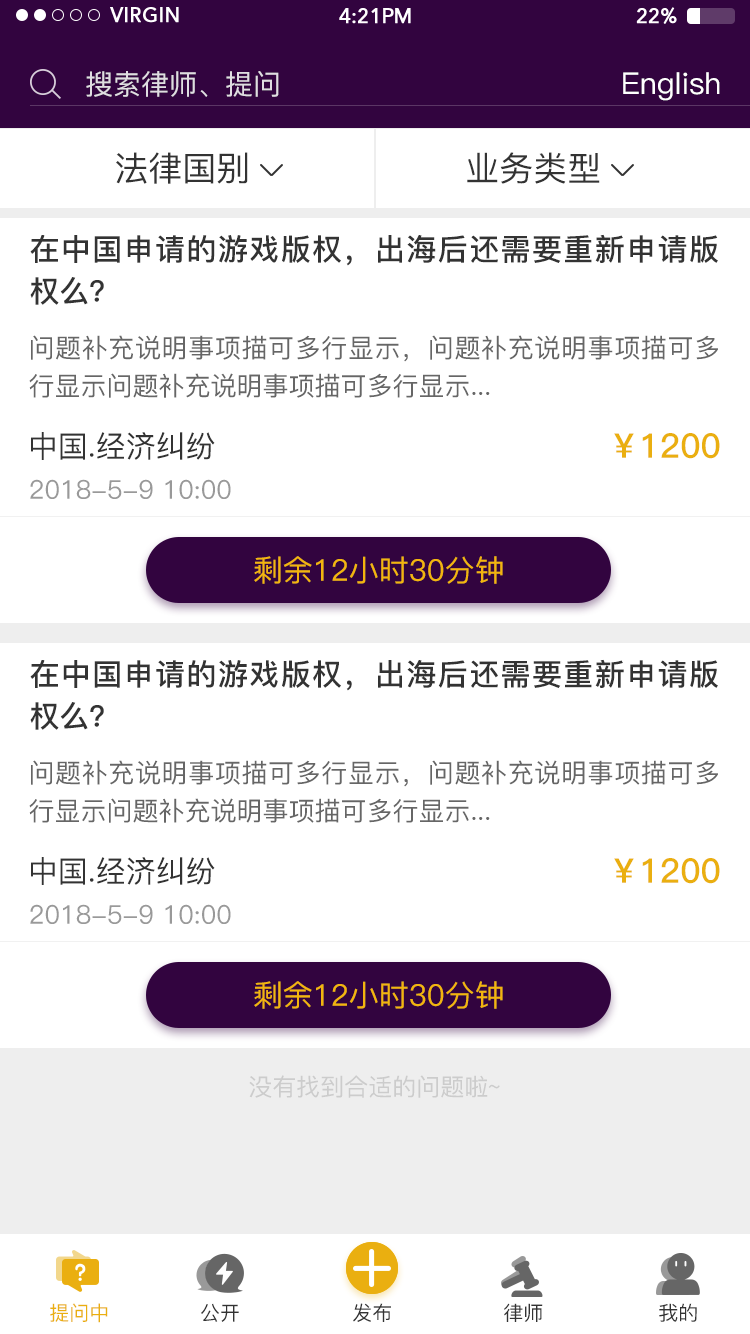 VIRGIN 4:21PM 22%
搜索律师、提问 English
法律国别 业务类型
在中国申请的游戏版权，出海后还需要重新申请版
权么?
问题补充说明事项描可多行显示，问题补充说明事项描可多
行显示问题补充说明事项描可多行显示...
中国.经济纠纷 ¥1200
2018-5-9 10:00
剩余12小时30分钟
在中国申请的游戏版权，出海后还需要重新申请版
权么?
问题补充说明事项描可多行显示，问题补充说明事项描可多
行显示问题补充说明事项描可多行显示...
中国.经济纠纷 ¥1200
2018-5-9 10:00
剩余12小时30分钟
没有找到合适的问题啦~
提问中 公开 发布 律师 我的